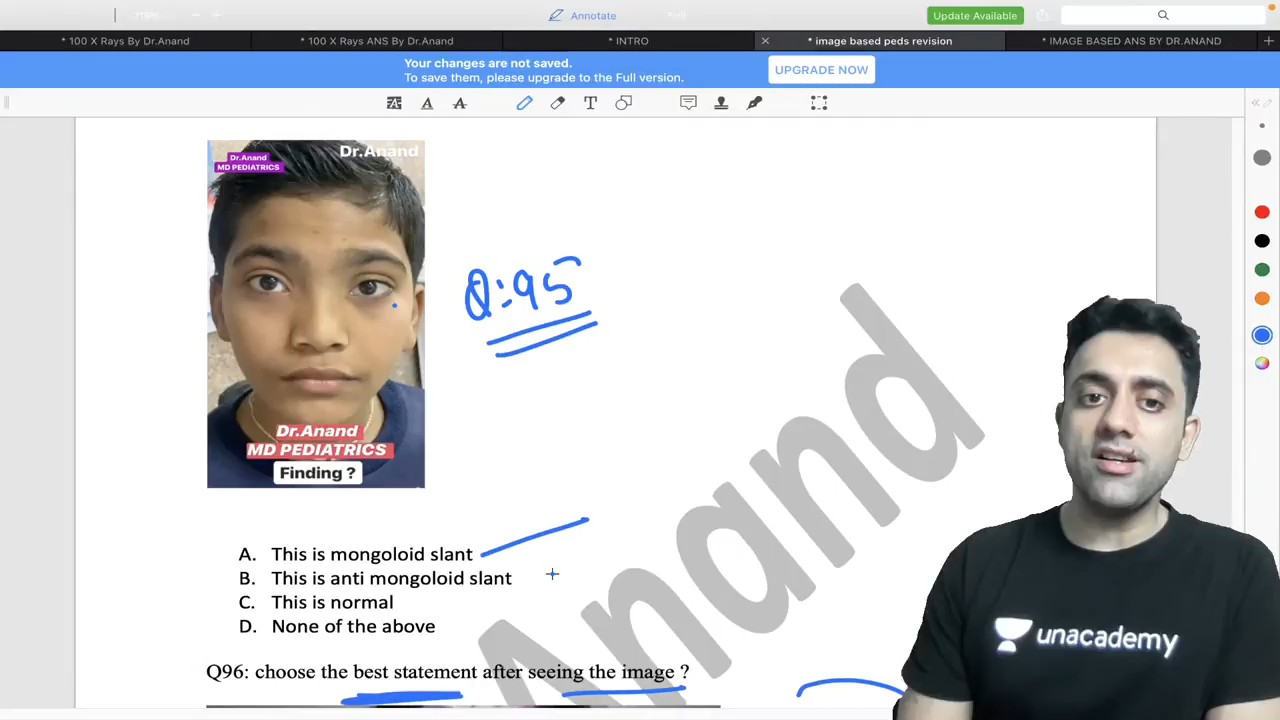 Annotate
Update Available
* 100 X Rays By Dr.Anand
* 100 X Rays ANS By Dr.Anand
* INTRO
* image based peds revision
* IMAGE BASED ANS BY DR.ANAND
Your changes are not saved.
To save them, please upgrade to the Full version.
UPGRADE NOW
Dr.Anand
MD PEDIATRICS
Dr.Anand
Q:95
Dr.Anand
MD PEDIATRICS
Finding ?
A. This is mongoloid slant
B. This is anti mongoloid slant
C. This is normal
D. None of the above
Q96: choose the best statement after seeing the image ?
Anand
unacademy